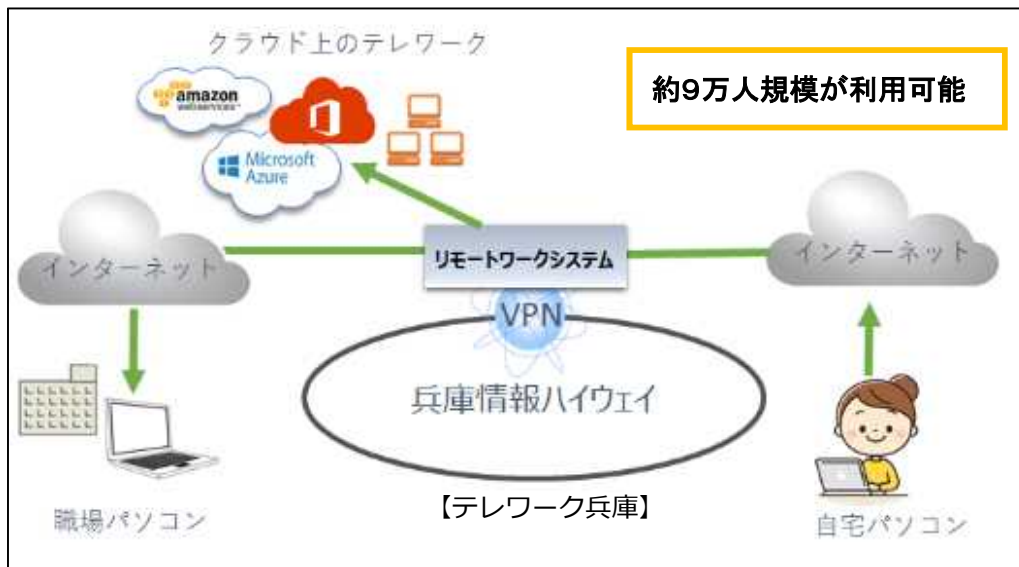 クラウド上のテレワーク
約9万人規模が利用可能
amazon
webservices™
Microsoft
Azure
インターネット
リモートワークシステム
インターネット
VPN
兵庫情報ハイウェイ
【テレワーク兵庫】
職場パソコン
自宅パソコン